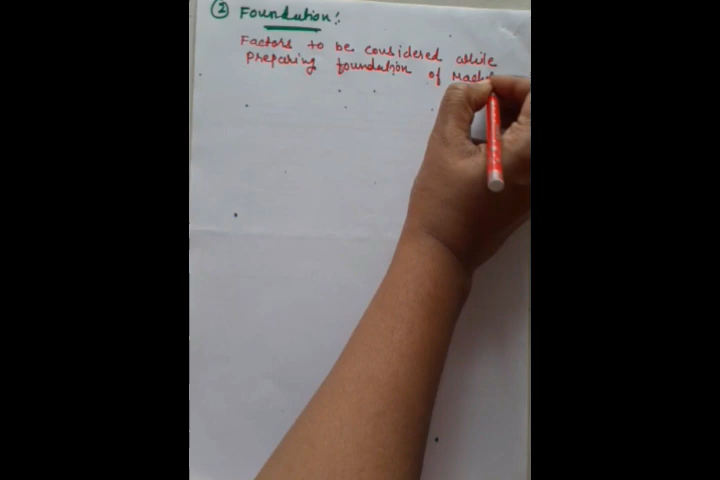 ② Foundation:-
Factors to be considered while
Preparing foundation of